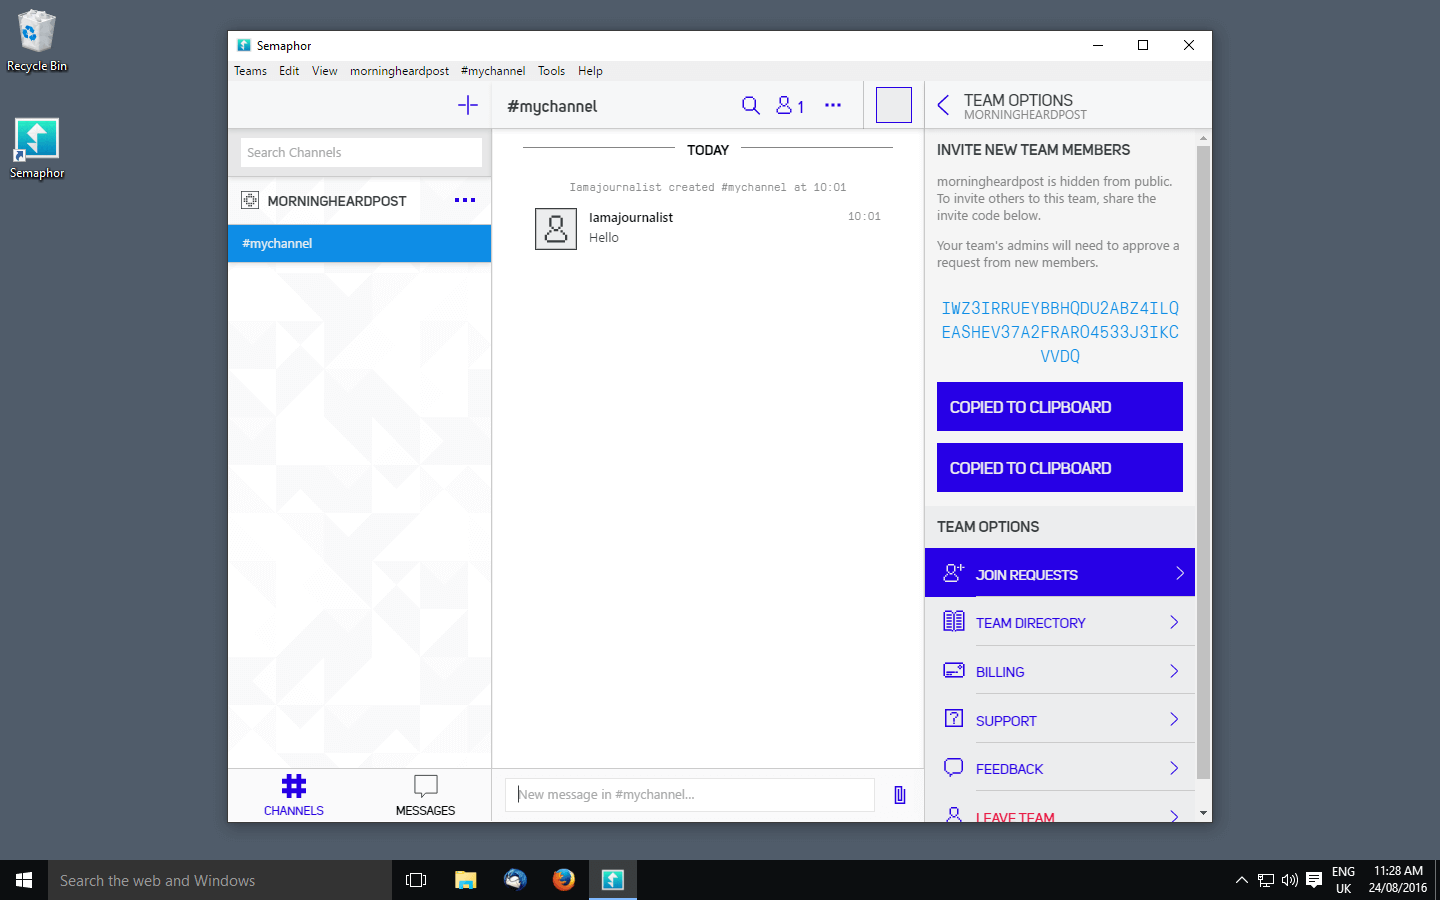 Recycle Bin
Semaphor
Semaphor
Teams Edit View morningheardpost #mychannel Tools Help
Search Channels
MORNINGHEARDPOST
#mychannel
CHANNELS
MESSAGES
#mychannel
1
TODAY
Iamajournalist created #mychannel at 10:01
Iamajournalist 10:01
Hello
New message in #mychannel...
TEAM OPTIONS
MORNINGHEARDPOST
INVITE NEW TEAM MEMBERS
morningheardpost is hidden from public.
To invite others to this team, share the
invite code below.
Your team's admins will need to approve a
request from new members.
IWZ3IRRUEYBBHQDU2ABZ4ILQ
EASHEV37A2FRARO4533J3IKC
VVDQ
COPIED TO CLIPBOARD
COPIED TO CLIPBOARD
TEAM OPTIONS
JOIN REQUESTS
TEAM DIRECTORY
BILLING
SUPPORT
FEEDBACK
LEAVE TEAM
Search the web and Windows
ENG
UK
11:28 AM
24/08/2016